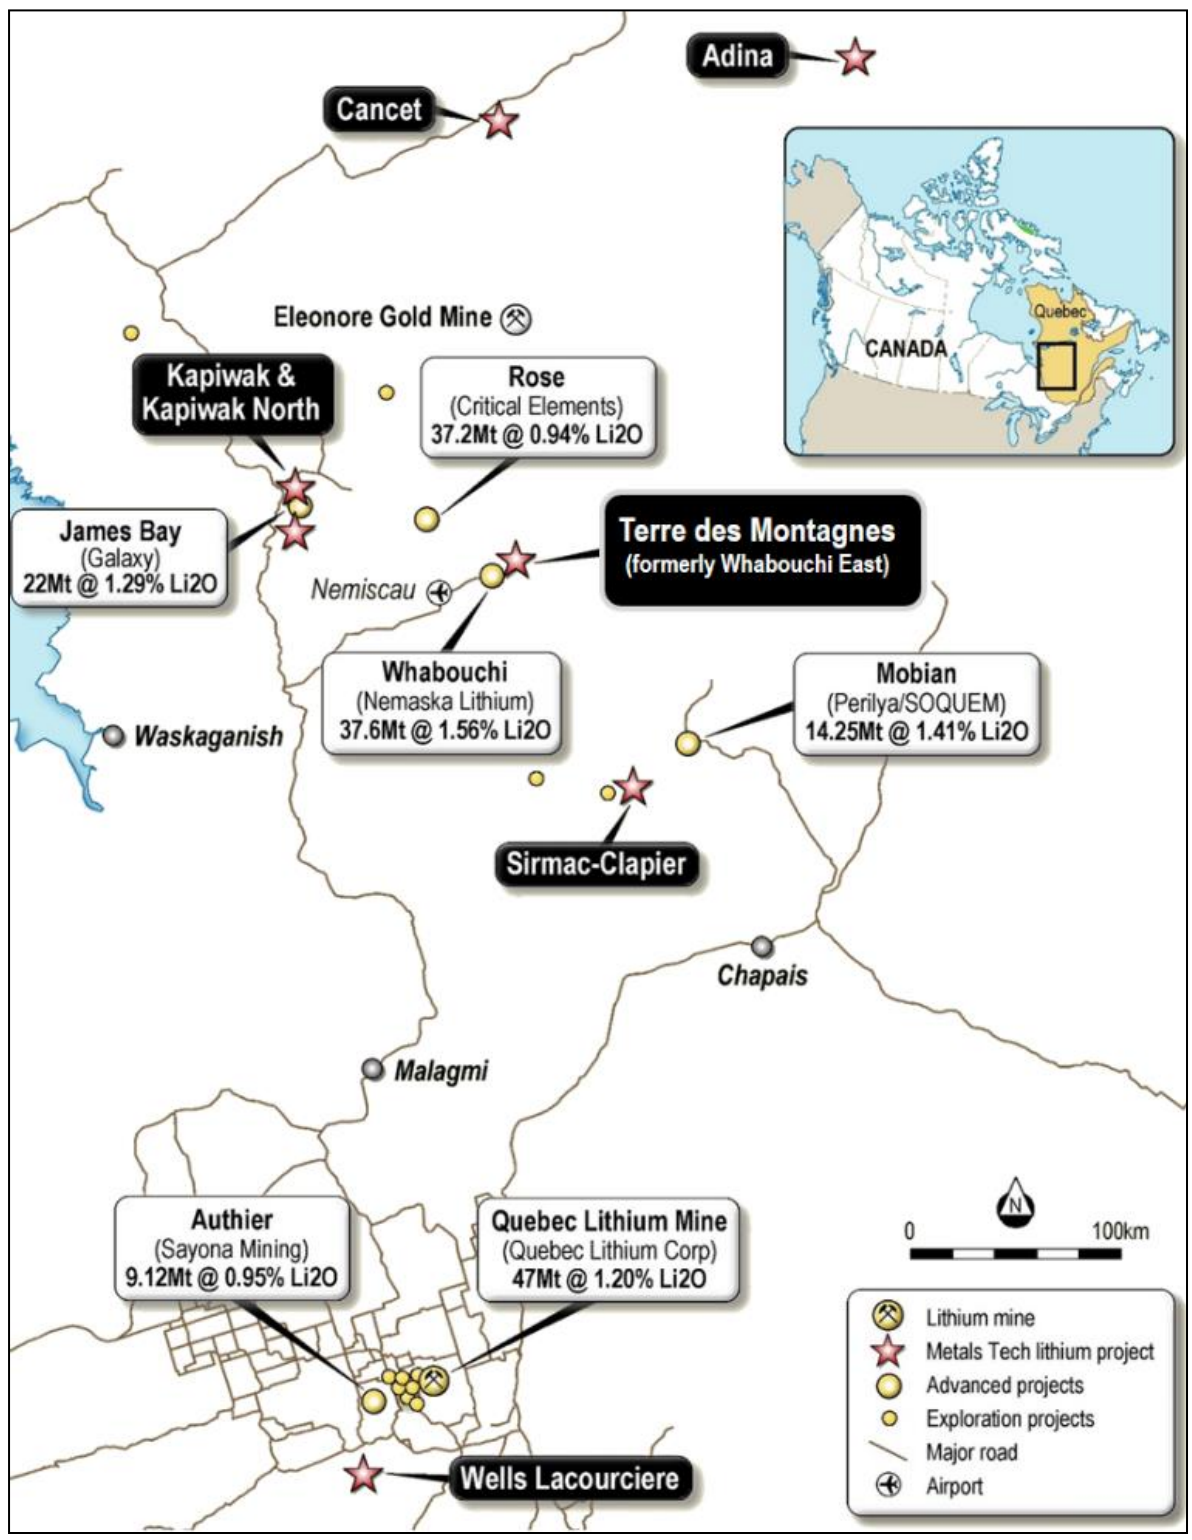 Adina
Cancet
Quebec
CANADA
Eleonore Gold Mine
Kapiwak &
Kapiwak North
Rose
(Critical Elements)
37.2Mt @ 0.94% Li2O
James Bay
(Galaxy)
22Mt @ 1.29% Li2O
Terre des Montagnes
(formerly Whabouchi East)
Nemiscau
Whabouchi
(Nemaska Lithium)
37.6Mt @ 1.56% Li2O
Mobian
(Perilya/SOQUEM)
14.25Mt @ 1.41% Li2O
Waskaganish
Sirmac-Clapier
Chapais
Malagmi
Authier
(Sayona Mining)
9.12Mt @ 0.95% Li2O
Quebec Lithium Mine
(Quebec Lithium Corp)
47Mt @ 1.20% Li2O
N
0 100km
Lithium mine
Metals Tech lithium project
Advanced projects
Exploration projects
Major road
Airport
Wells Lacourciere